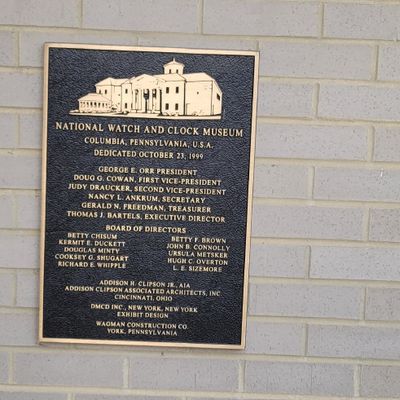 NATIONAL WATCH AND CLOCK MUSEUM
COLUMBIA, PENNSYLVANIA, U.S.A.
DEDICATED OCTOBER 23, 1999
GEORGE E. ORR PRESIDENT
DOUG G. COWAN, FIRST VICE-PRESIDENT
JUDY DRAUCKER, SECOND VICE-PRESIDENT
NANCY L. ANKRUM, SECRETARY
GERALD N. FREEDMAN, TREASURER
THOMAS J. BARTELS, EXECUTIVE DIRECTOR
BOARD OF DIRECTORS
BETTY CHISUM
KERMIT E. DUCKETT
DOUGLAS MINTY
COOKSEY G. SHUGART
RICHARD E. WHIPPLE
BETTY F. BROWN
JOHN B. CONNOLLY
URSULA METSKER
HUGH C. OVERTON
L. E. SIZEMORE
ADDISON H. CLIPSON JR., AIA
ADDISON CLIPSON ASSOCIATED ARCHITECTS, INC.
CINCINNATI, OHIO
DMCD INC., NEW YORK, NEW YORK
EXHIBIT DESIGN
WAGMAN CONSTRUCTION CO.
YORK, PENNSYLVANIA